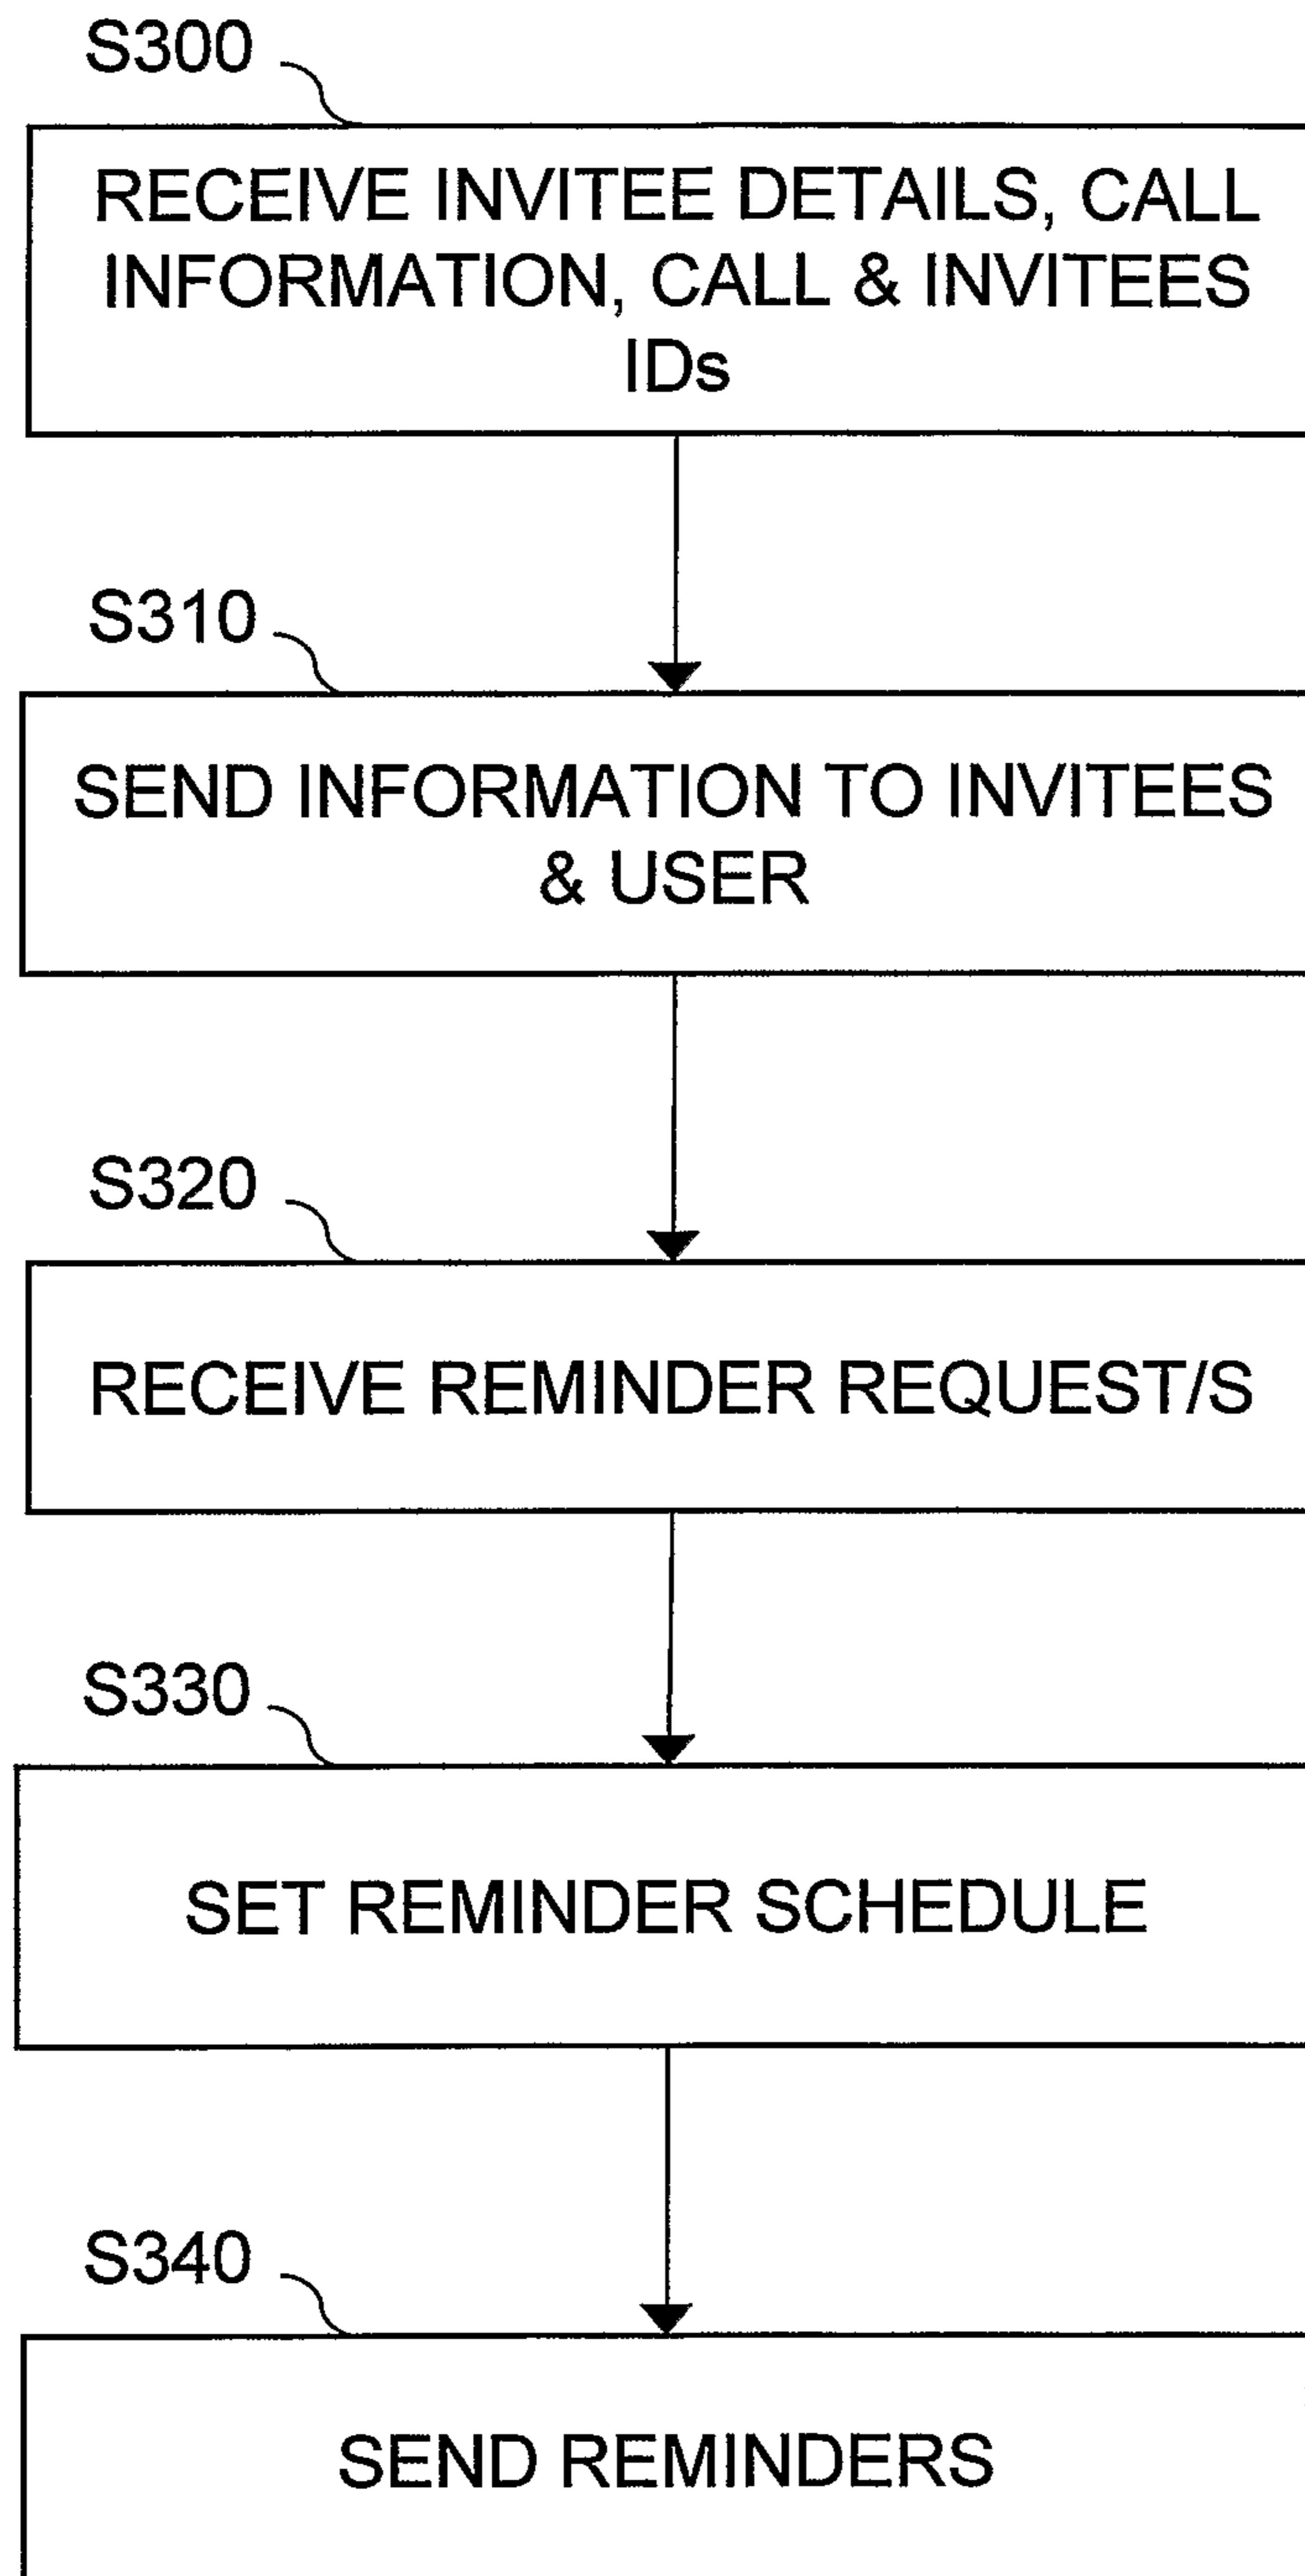 S300
RECEIVE INVITEE DETAILS, CALL
INFORMATION, CALL & INVITEES
IDs
S310
SEND INFORMATION TO INVITEES
& USER
S320
RECEIVE REMINDER REQUEST/S
S330
SET REMINDER SCHEDULE
S340
SEND REMINDERS